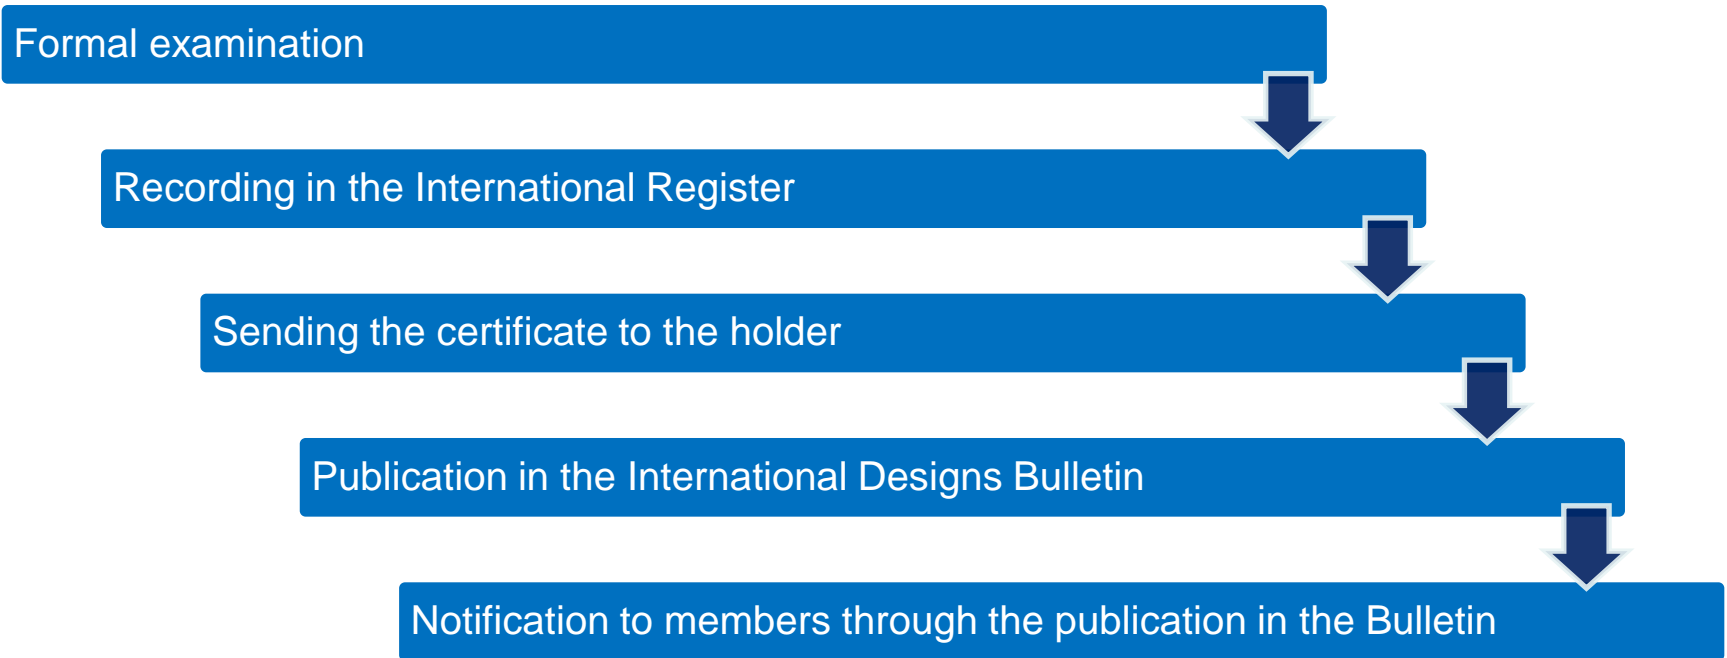 Formal examination
Recording in the International Register
Sending the certificate to the holder
Publication in the International Designs Bulletin
Notification to members through the publication in the Bulletin